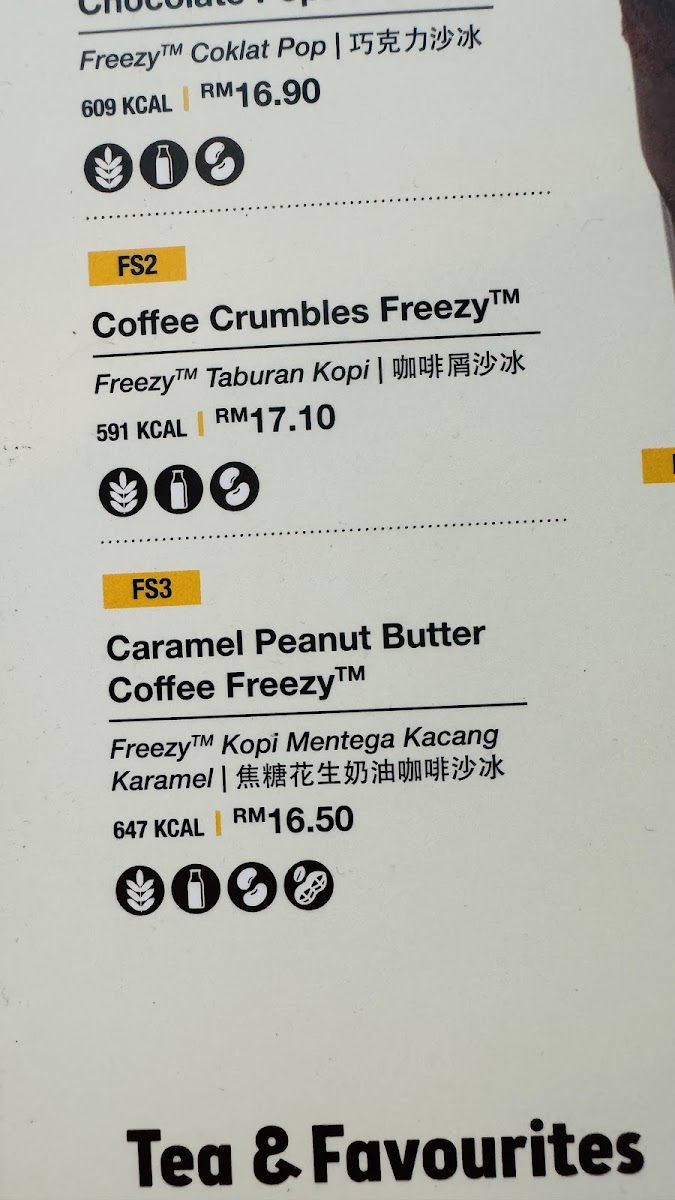 Chocolate
Freezy™ Coklat Pop | 巧克力沙冰
609 KCAL | RM16.90
FS2
Coffee Crumbles Freezy™
Freezy™ Taburan Kopi | 咖啡屑沙冰
591 KCAL | RM17.10
FS3
Caramel Peanut Butter
Coffee Freezy™
Freezy™ Kopi Mentega Kacang
Karamel | 焦糖花生奶油咖啡沙冰
647 KCAL | RM16.50
Tea & Favourites